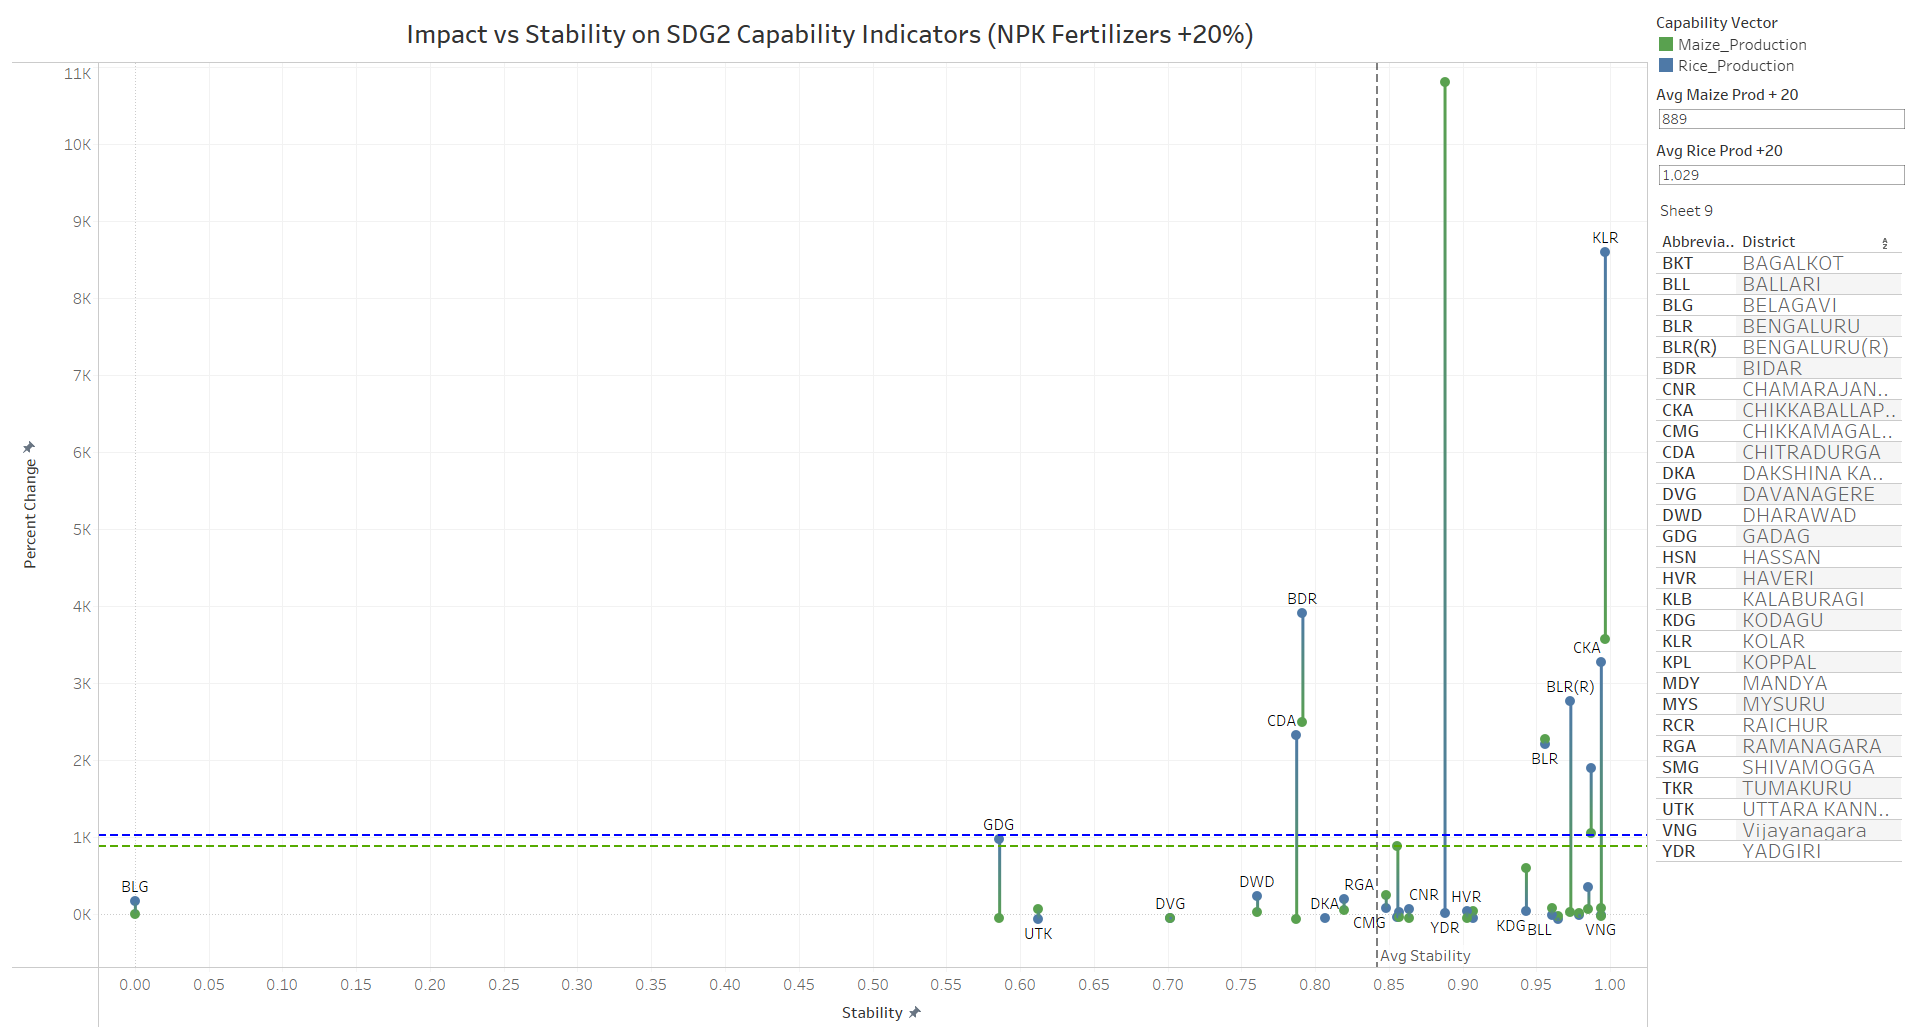 Impact vs Stability on SDG2 Capability Indicators (NPK Fertilizers +20%)
Capability Vector
Maize_Production
Rice_Production
Avg Maize Prod + 20
889
Avg Rice Prod +20
1,029
Sheet 9
Abbrevia.. District
BKT BAGALKOT
BLL BALLARI
BLG BELAGAVI
BLR BENGALURU
BLR(R) BENGALURU(R)
BDR BIDAR
CNR CHAMARAJAN..
CKA CHIKKABALLAP..
CMG CHIKKAMAGAL..
CDA CHITRADURGA
DKA DAKSHINA KA..
DVG DAVANAGERE
DWD DHARAWAD
GDG GADAG
HSN HASSAN
HVR HAVERI
KLB KALABURAGI
KDG KODAGU
KLR KOLAR
KPL KOPPAL
MDY MANDYA
MYS MYSURU
RCR RAICHUR
RGA RAMANAGARA
SMG SHIVAMOGGA
TKR TUMAKURU
UTK UTTARA KANN..
VNG Vijayanagara
YDR YADGIRI
Percent Change
11K
10K
9K
8K
7K
6K
5K
4K
3K
2K
1K
0K
KLR
BDR
CKA
BLR(R)
CDA
BLR
GDG
BLG
DWD
RGA
CNR
HVR
DVG
DKA
CMG
YDR
KDG
BLL
VNG
UTK
Avg Stability
0.00 0.05 0.10 0.15 0.20 0.25 0.30 0.35 0.40 0.45 0.50 0.55 0.60 0.65 0.70 0.75 0.80 0.85 0.90 0.95 1.00
Stability